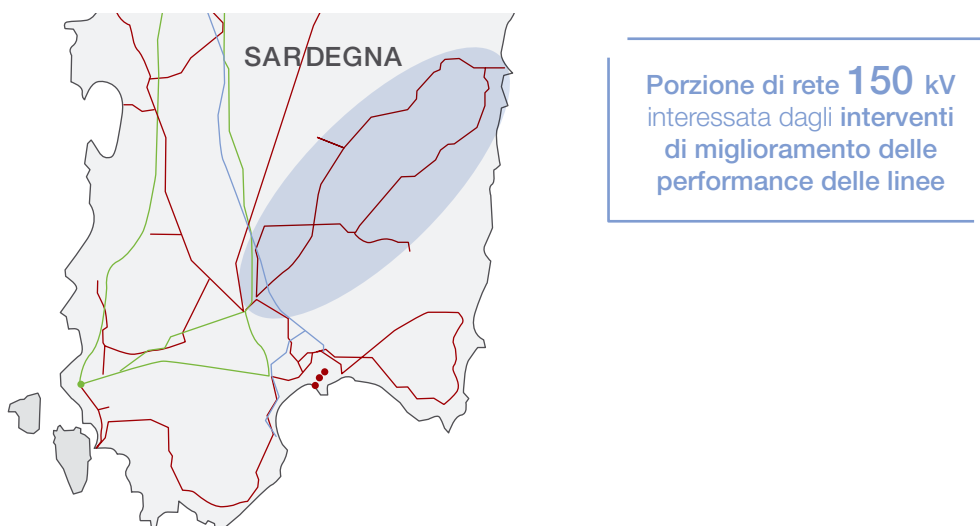 SARDEGNA
Porzione di rete 150 kV
interessata dagli interventi
di miglioramento delle
performance delle linee